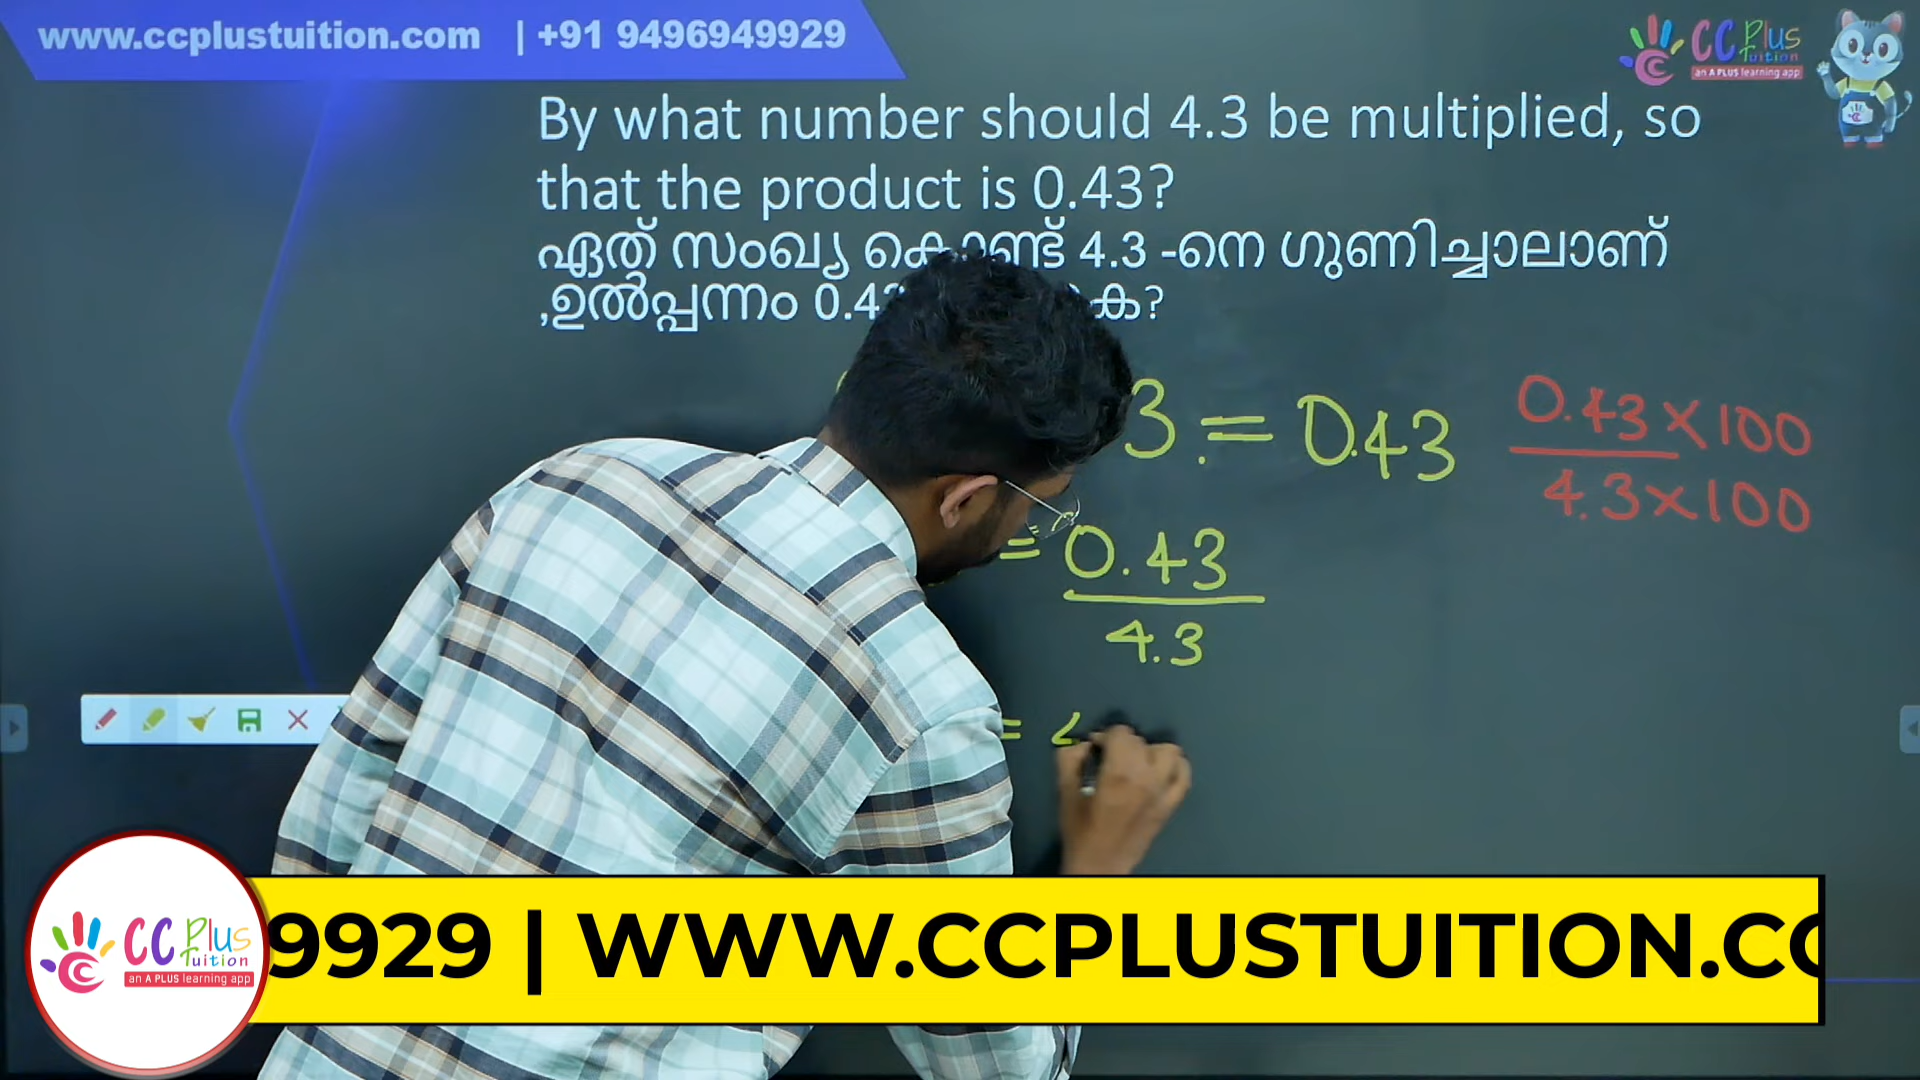 www.ccplustuition.com | +91 9496949929
CC Plus
Tuition
an A PLUS learning app
By what number should 4.3 be multiplied, so
that the product is 0.43?
ഏത് സംഖ്യ കൊണ്ട് 4.3 -നെ ഗുണിച്ചാലാണ്
,ഉൽപ്പന്നം 0.4
3 = 0.43
0.43 × 100
4.3 × 100
= 0.43
4.3
= 4
CC Plus
Tuition
an A PLUS learning app
9929 | WWW.CCPLUSTUITION.CO